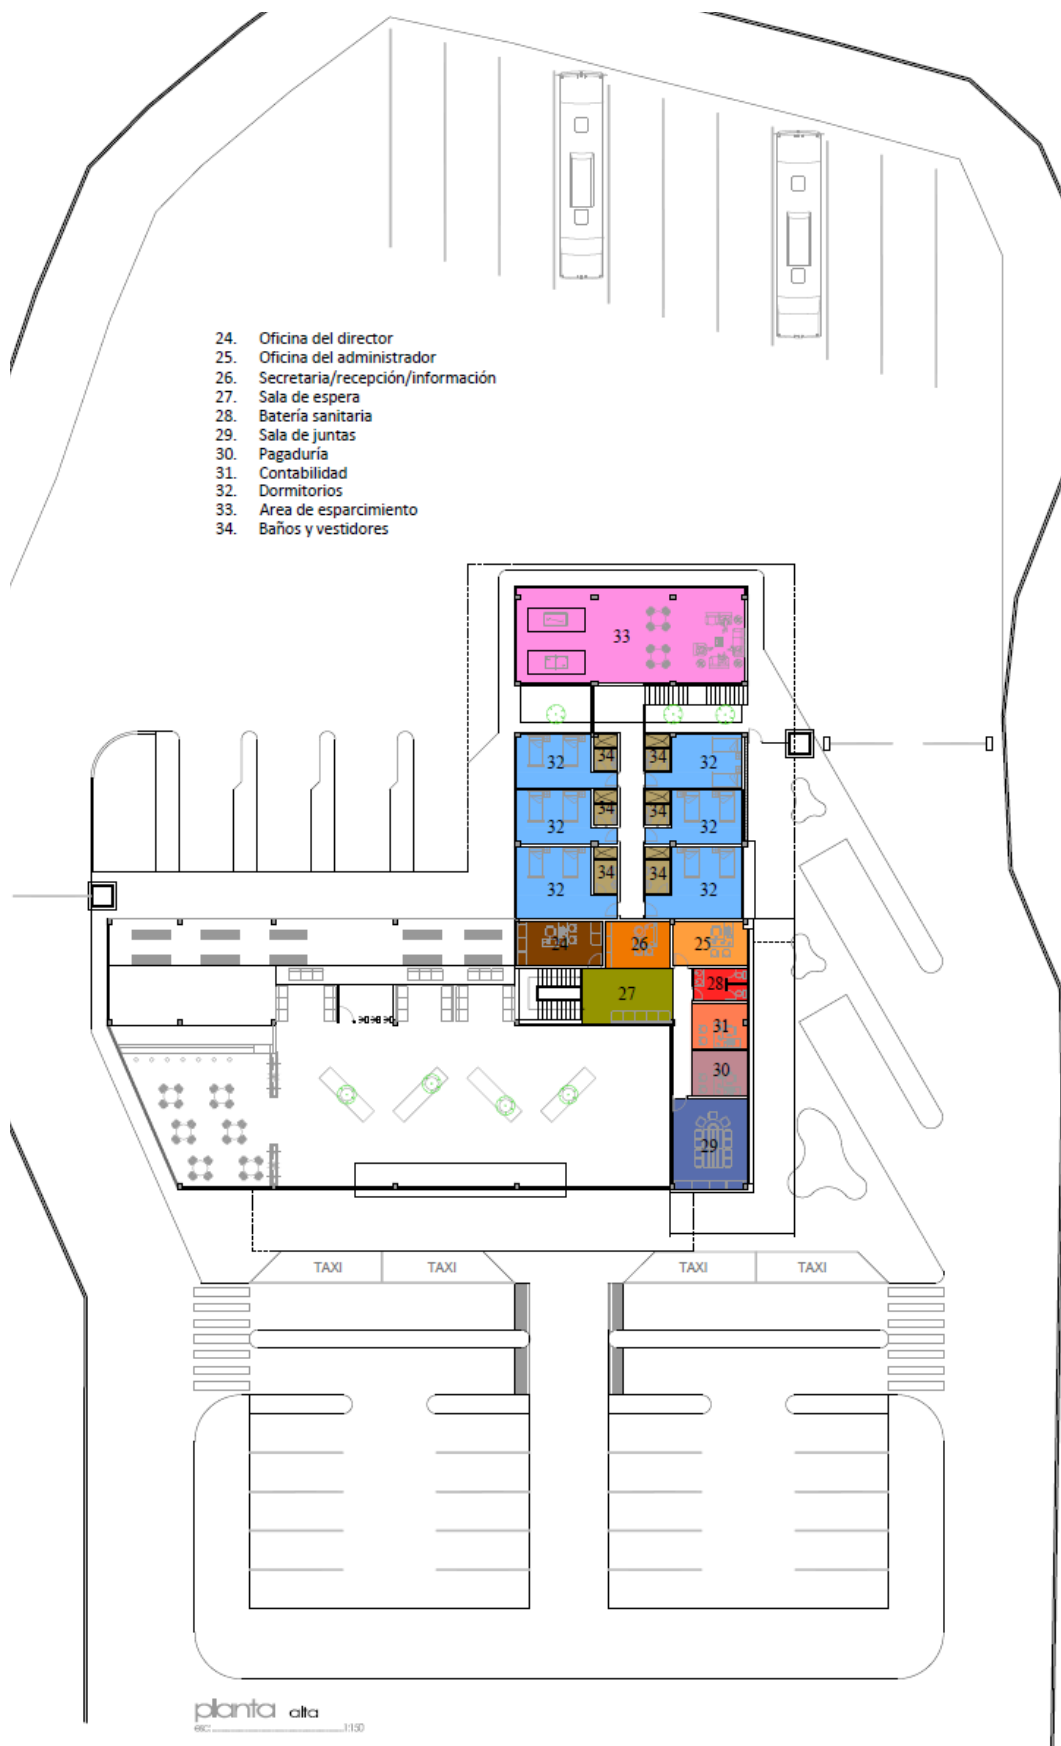 24. Oficina del director
25. Oficina del administrador
26. Secretaria/recepción/información
27. Sala de espera
28. Batería sanitaria
29. Sala de juntas
30. Pagaduría
31. Contabilidad
32. Dormitorios
33. Area de esparcimiento
34. Baños y vestidores
33
32 34 34 32
32 34 34 32
32 34 34 32
24 26 25
27 28
31
30
29
TAXI TAXI TAXI TAXI
planta alta
esc: 1:150